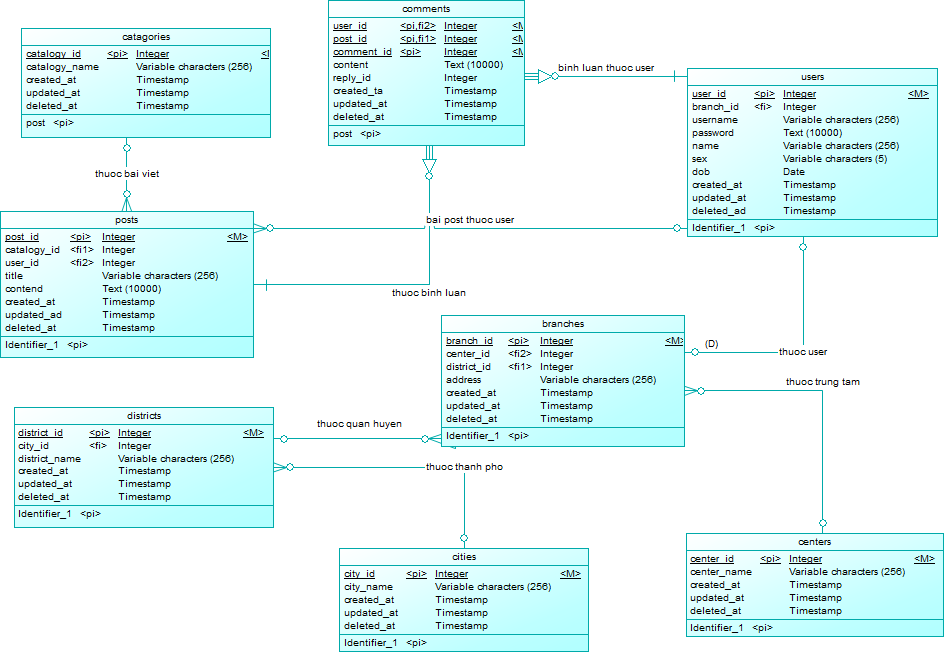 comments
user_id <pi,fi2> Integer <M
post_id <pi,fi1> Integer <M
comment_id <pi> Integer <M
content Text (10000)
reply_id Integer
created_ta Timestamp
updated_at Timestamp
deleted_at Timestamp
post <pi>
catagories
catalogy_id <pi> Integer <
catalogy_name Variable characters (256)
created_at Timestamp
updated_at Timestamp
deleted_at Timestamp
post <pi>
binh luan thuoc user
users
user_id <pi> Integer <M>
branch_id <fi> Integer
username Variable characters (256)
password Text (10000)
name Variable characters (256)
sex Variable characters (5)
dob Date
created_at Timestamp
updated_at Timestamp
deleted_ad Timestamp
Identifier_1 <pi>
thuoc bai viet
posts
post_id <pi> Integer <M>
catalogy_id <fi1> Integer
user_id <fi2> Integer
title Variable characters (256)
contend Text (10000)
created_at Timestamp
updated_ad Timestamp
deleted_at Timestamp
Identifier_1 <pi>
bai post thuoc user
thuoc binh luan
branches
branch_id <pi> Integer <M>
center_id <fi2> Integer
district_id <fi1> Integer
address Variable characters (256)
created_at Timestamp
updated_at Timestamp
deleted_at Timestamp
Identifier_1 <pi>
(D)
thuoc user
thuoc trung tam
districts
district_id <pi> Integer <M>
city_id <fi> Integer
district_name Variable characters (256)
created_at Timestamp
updated_at Timestamp
deleted_at Timestamp
Identifier_1 <pi>
thuoc quan huyen
thuoc thanh pho
cities
city_id <pi> Integer <M>
city_name Variable characters (256)
created_at Timestamp
updated_at Timestamp
deleted_at Timestamp
Identifier_1 <pi>
centers
center_id <pi> Integer <M>
center_name Variable characters (256)
created_at Timestamp
updated_at Timestamp
deleted_at Timestamp
Identifier_1 <pi>